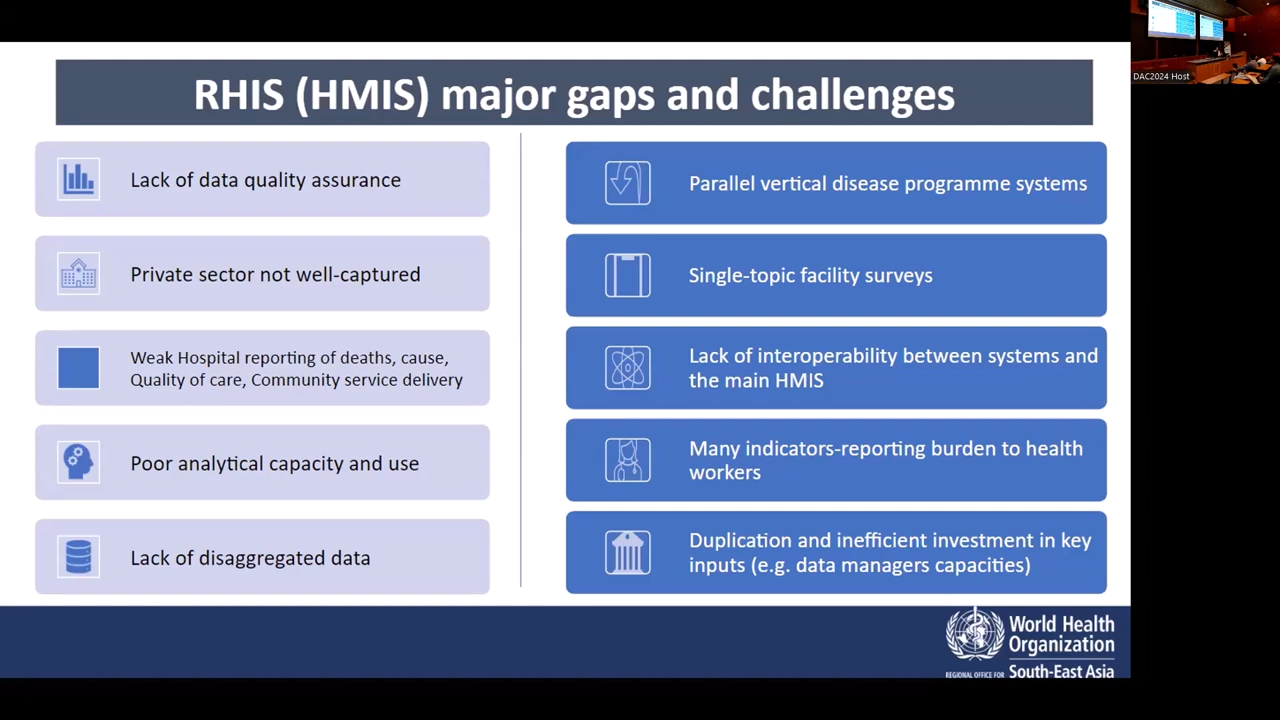 RHIS (HMIS) major gaps and challenges
Lack of data quality assurance
Private sector not well-captured
Weak Hospital reporting of deaths, cause,
Quality of care, Community service delivery
Poor analytical capacity and use
Lack of disaggregated data
Parallel vertical disease programme systems
Single-topic facility surveys
Lack of interoperability between systems and
the main HMIS
Many indicators-reporting burden to health
workers
Duplication and inefficient investment in key
inputs (e.g. data managers capacities)
World Health
Organization
REGIONAL OFFICE FOR South-East Asia
DAC2024 Host